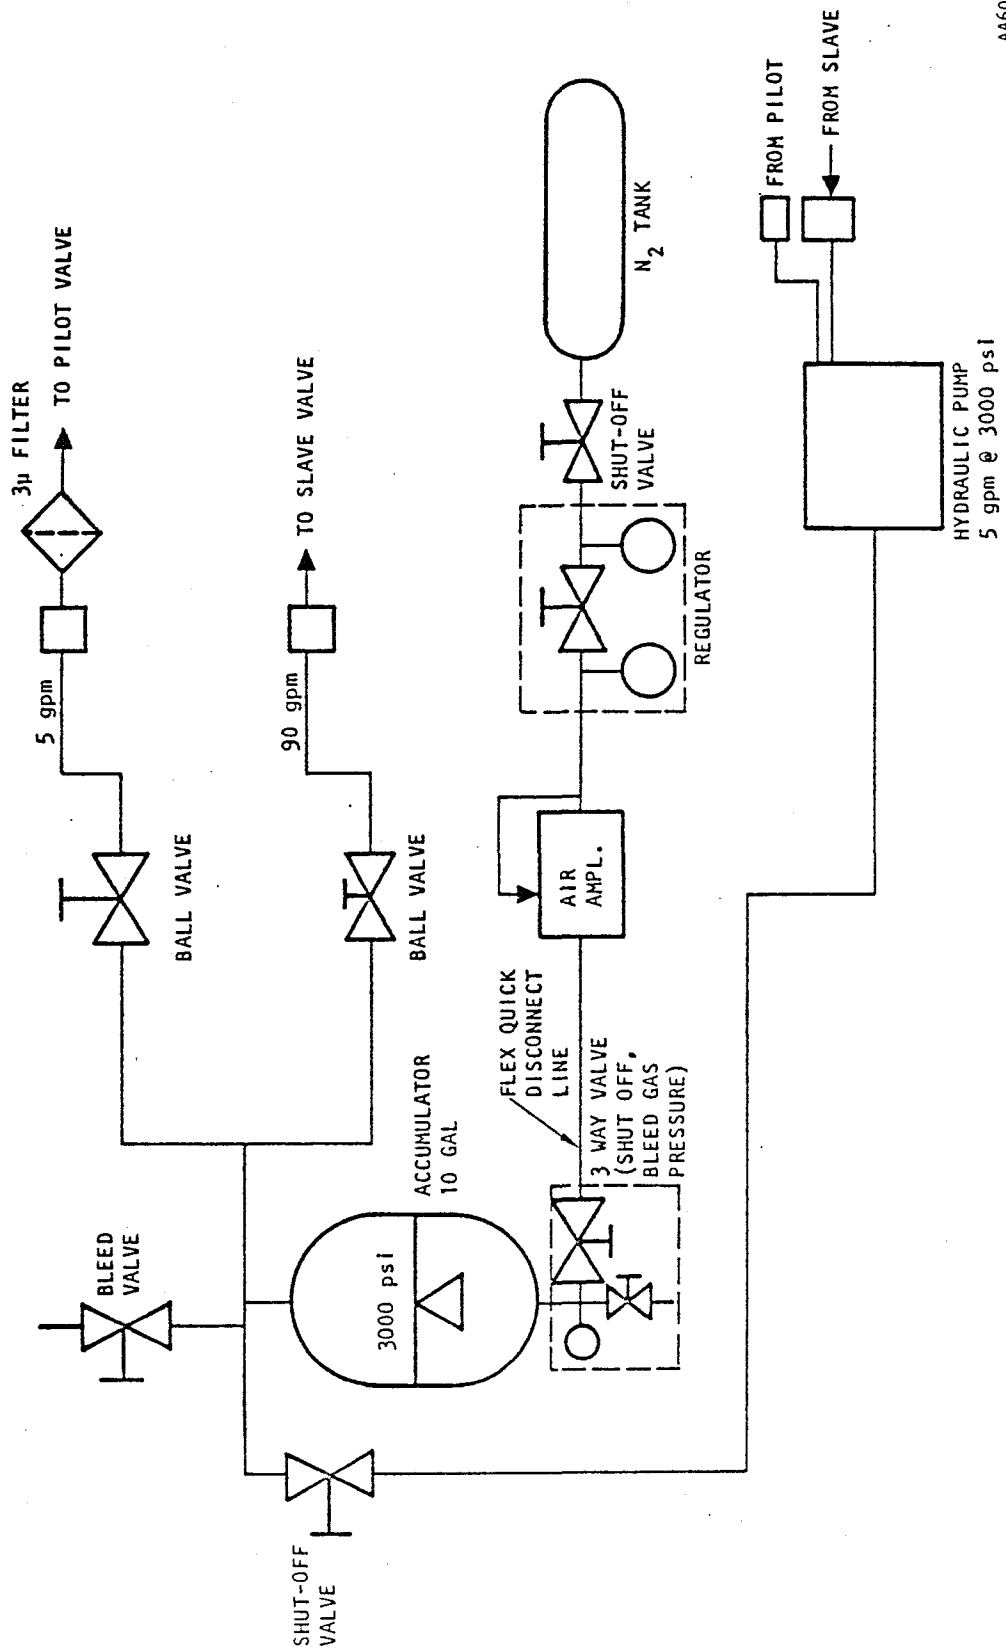 3μ FILTER
TO PILOT VALVE
5 gpm
BALL VALVE
TO SLAVE VALVE
90 gpm
BALL VALVE
BLEED
VALVE
ACCUMULATOR
10 GAL
3000 psi
SHUT-OFF
VALVE
FLEX QUICK
DISCONNECT
LINE
3 WAY VALVE
(SHUT OFF,
BLEED GAS
PRESSURE)
AIR
AMPL.
REGULATOR
SHUT-OFF
VALVE
N2 TANK
FROM PILOT
FROM SLAVE
HYDRAULIC PUMP
5 gpm @ 3000 psi